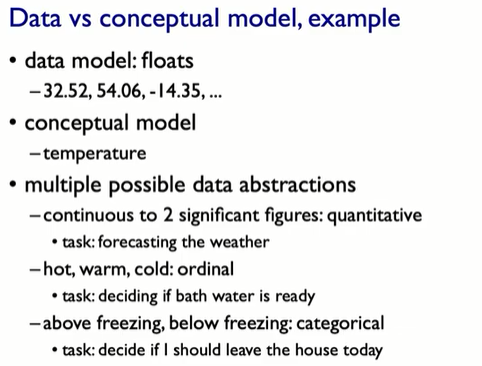 Data vs conceptual model, example
• data model: floats
– 32.52, 54.06, -14.35, ...
• conceptual model
– temperature
• multiple possible data abstractions
– continuous to 2 significant figures: quantitative
• task: forecasting the weather
– hot, warm, cold: ordinal
• task: deciding if bath water is ready
– above freezing, below freezing: categorical
• task: decide if I should leave the house today